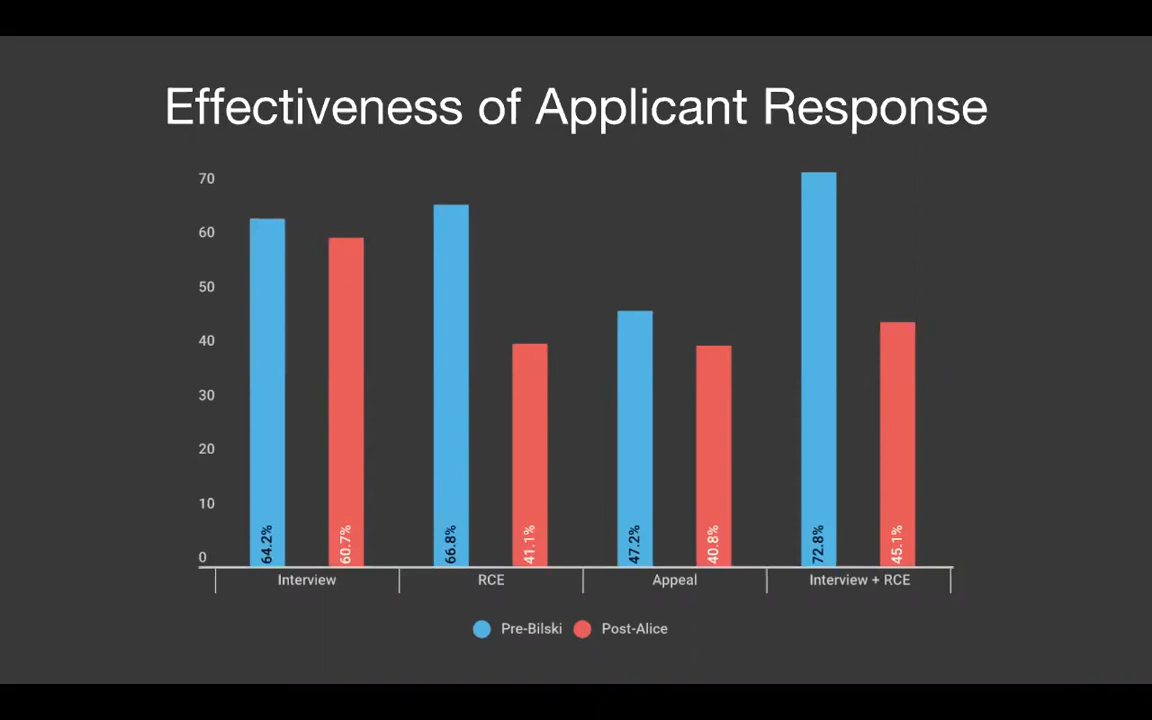 Effectiveness of Applicant Response
70
60
50
40
30
20
10
0
64.2%
60.7%
66.8%
41.1%
47.2%
40.8%
72.8%
45.1%
Interview
RCE
Appeal
Interview + RCE
Pre-Bilski
Post-Alice